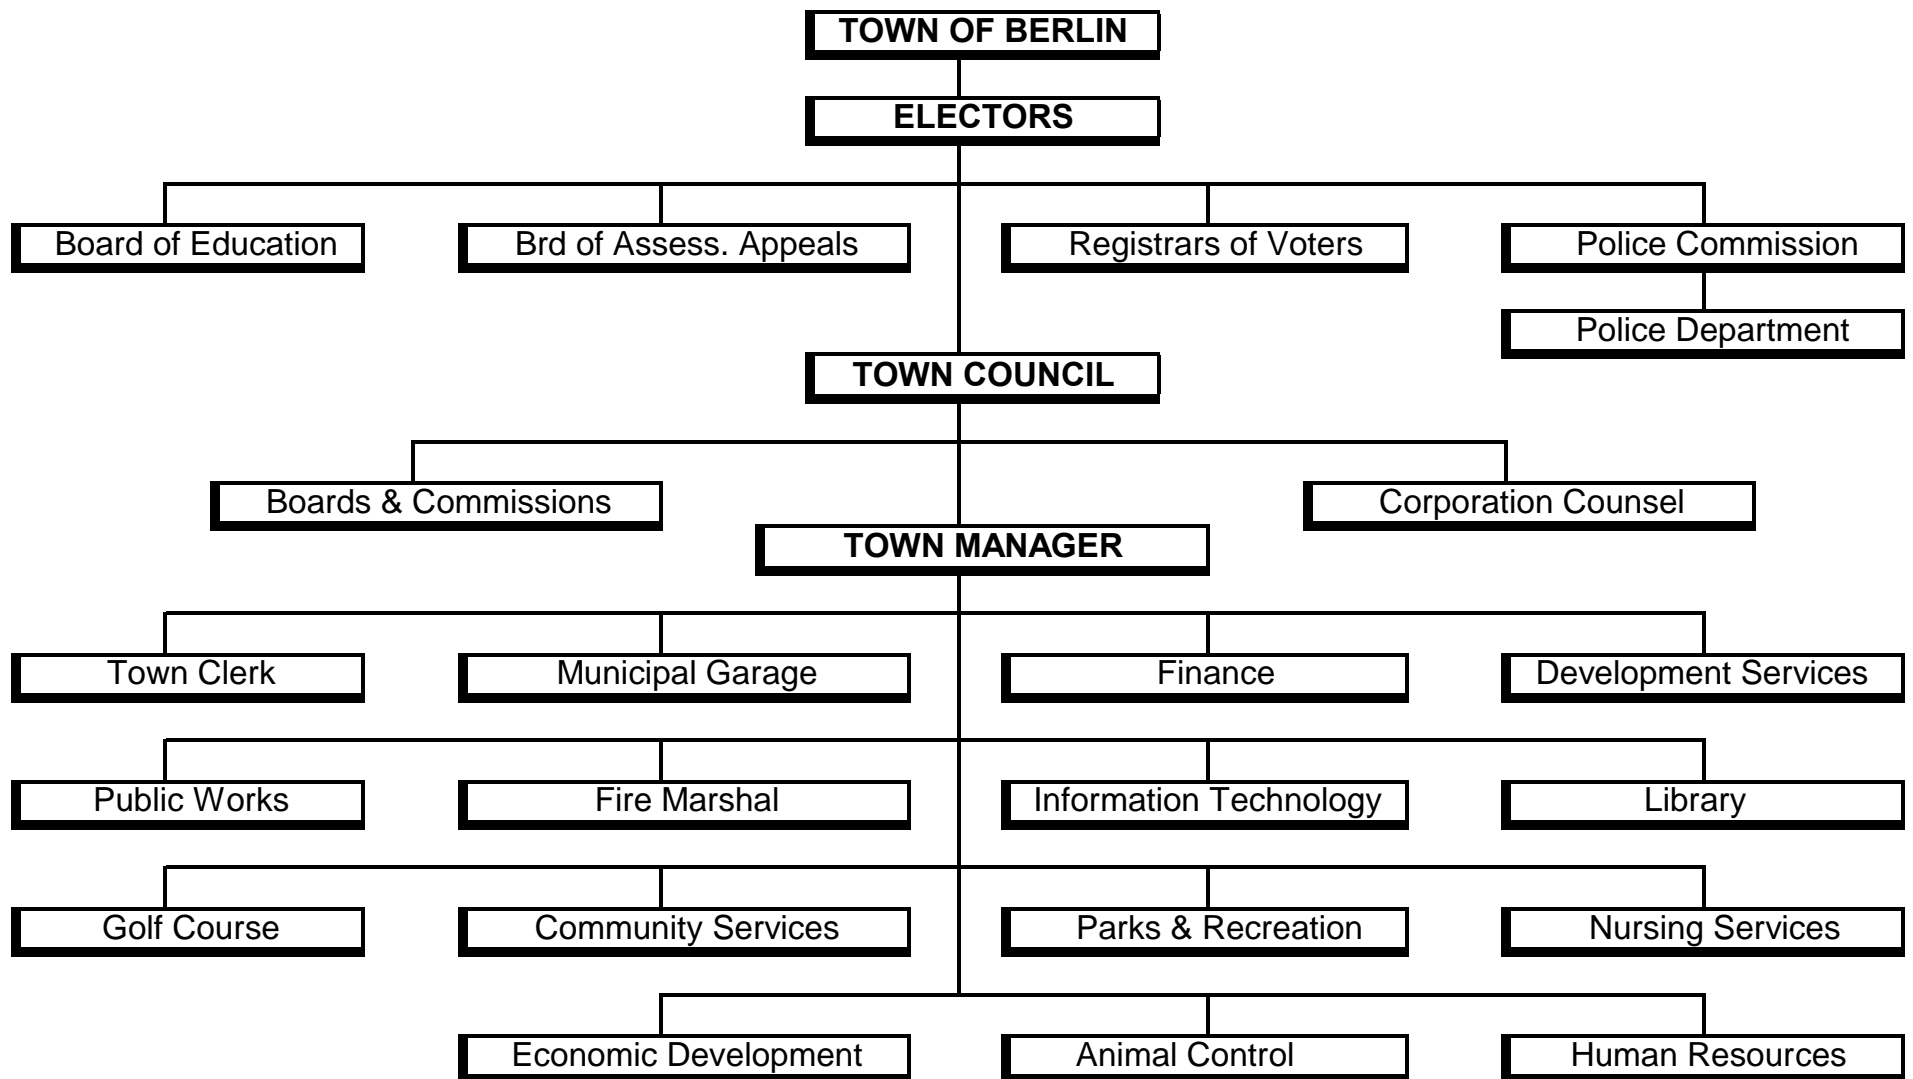 TOWN OF BERLIN
ELECTORS
Board of Education
Brd of Assess. Appeals
Registrars of Voters
Police Commission
Police Department
TOWN COUNCIL
Boards & Commissions
Corporation Counsel
TOWN MANAGER
Town Clerk
Municipal Garage
Finance
Development Services
Public Works
Fire Marshal
Information Technology
Library
Golf Course
Community Services
Parks & Recreation
Nursing Services
Economic Development
Animal Control
Human Resources